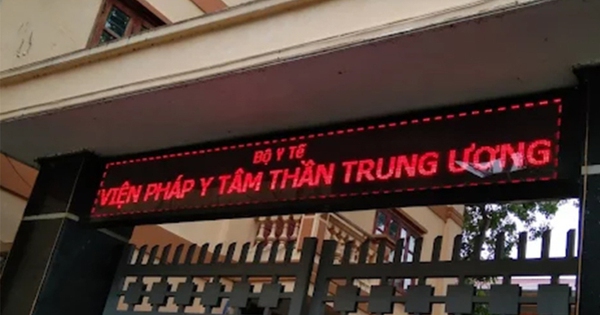 BỘ Y TẾ
VIỆN PHÁP Y TÂM THẦN TRUNG ƯƠNG